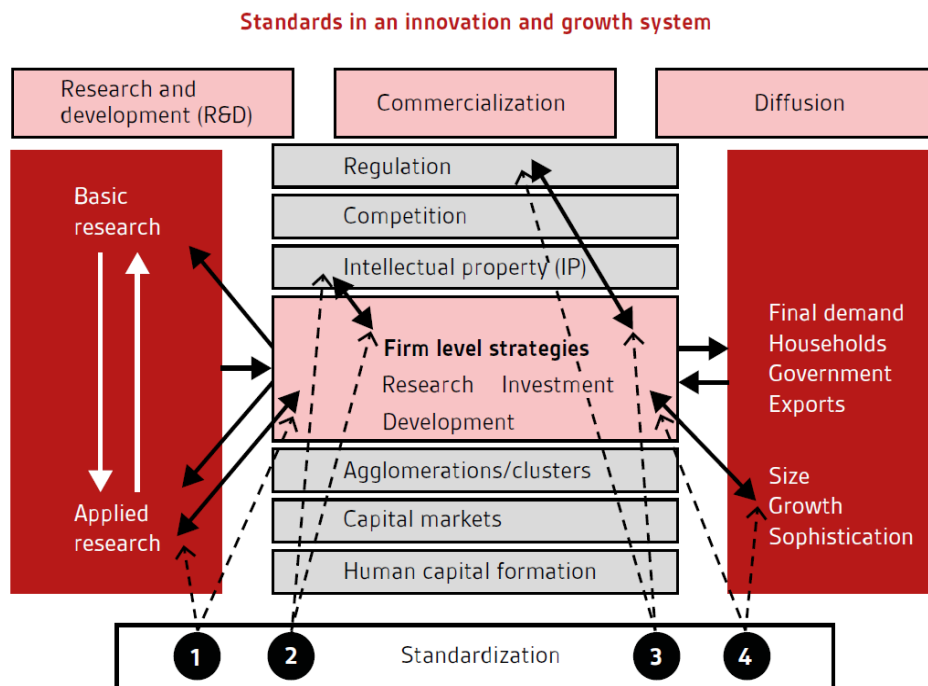 Standards in an innovation and growth system
Research and
development (R&D)
Commercialization
Diffusion
Basic
research
Applied
research
Regulation
Competition
Intellectual property (IP)
Firm level strategies
Research Investment
Development
Agglomerations/clusters
Capital markets
Human capital formation
Final demand
Households
Government
Exports
Size
Growth
Sophistication
1 2 Standardization 3 4